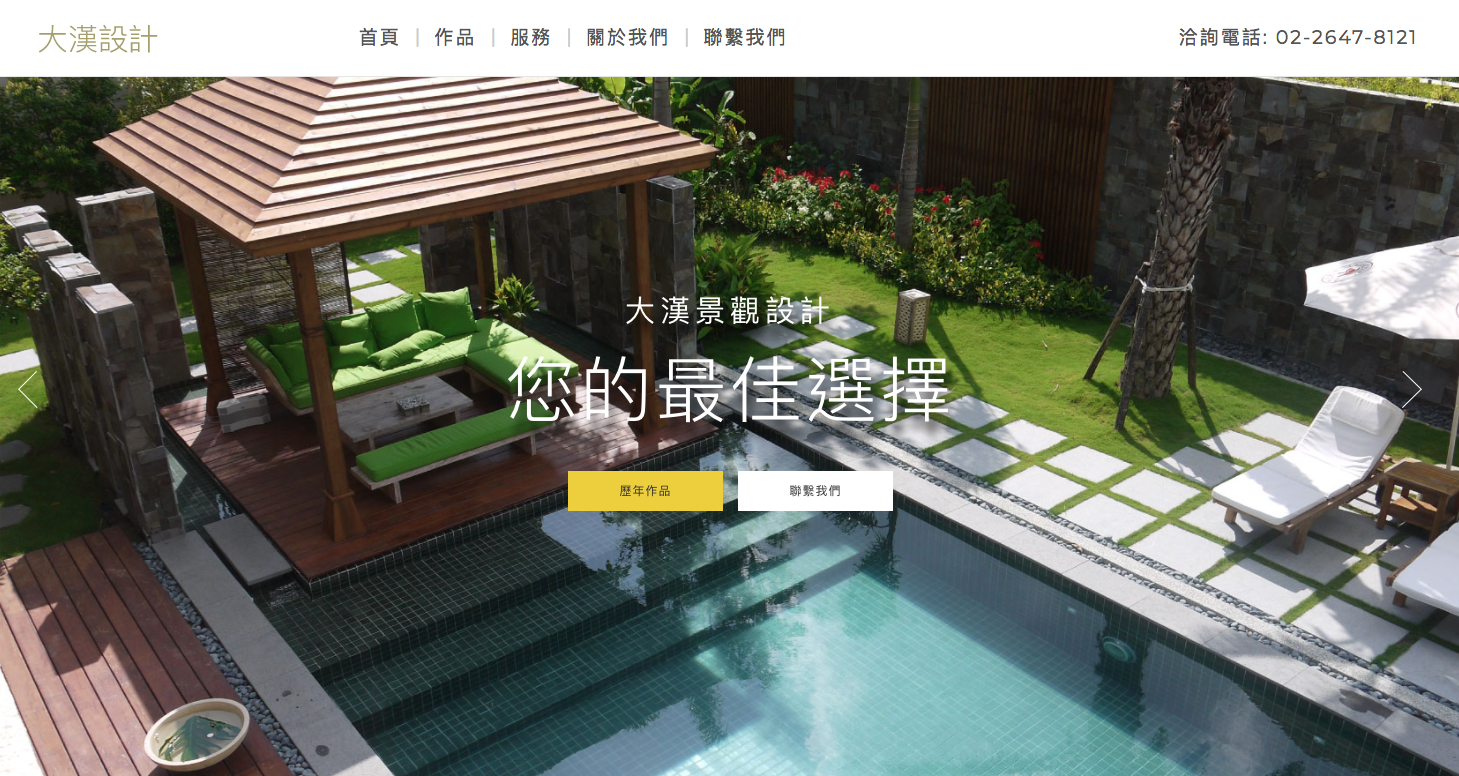 大漢設計
首頁 | 作品 | 服務 | 關於我們 | 聯繫我們
洽詢電話: 02-2647-8121
大漢景觀設計
您的最佳選擇
歷年作品
聯繫我們